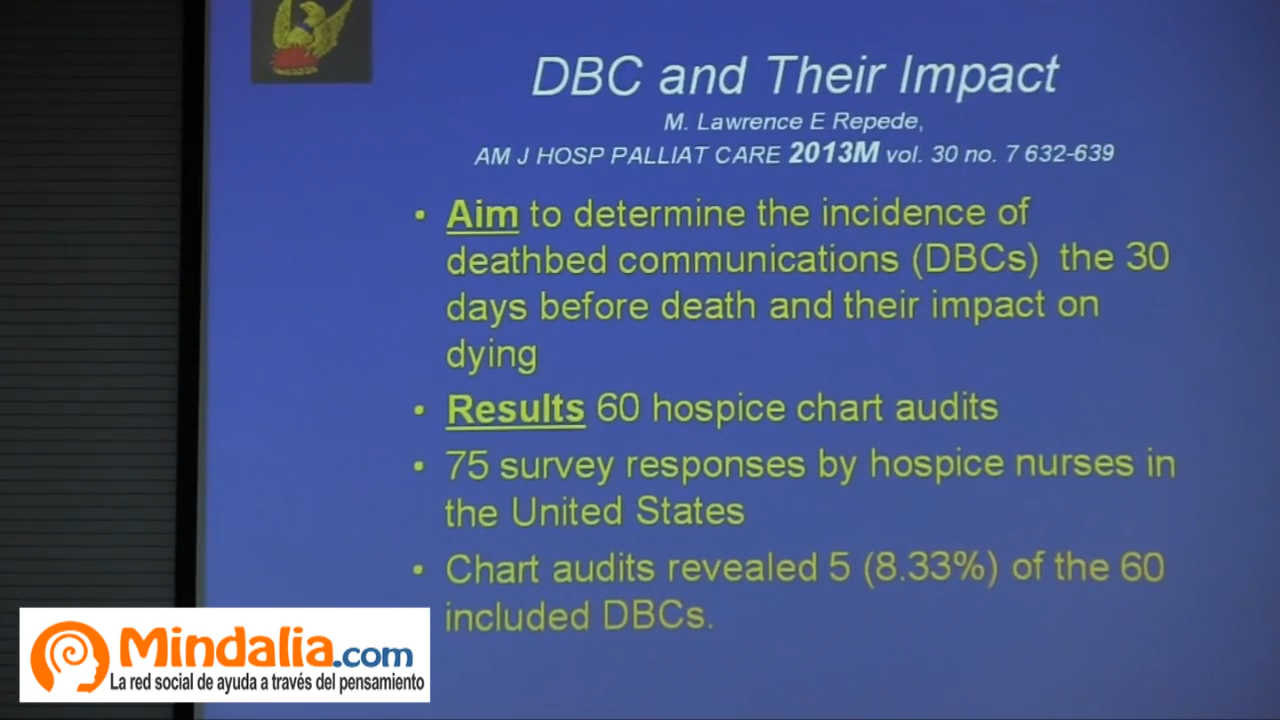 DBC and Their Impact
M. Lawrence E Repede,
AM J HOSP PALLIAT CARE 2013M vol. 30 no. 7 632-639
• Aim to determine the incidence of
deathbed communications (DBCs) the 30
days before death and their impact on
dying
• Results 60 hospice chart audits
• 75 survey responses by hospice nurses in
the United States
• Chart audits revealed 5 (8.33%) of the 60
included DBCs.
Mindalia.com
La red social de ayuda a través del pensamiento